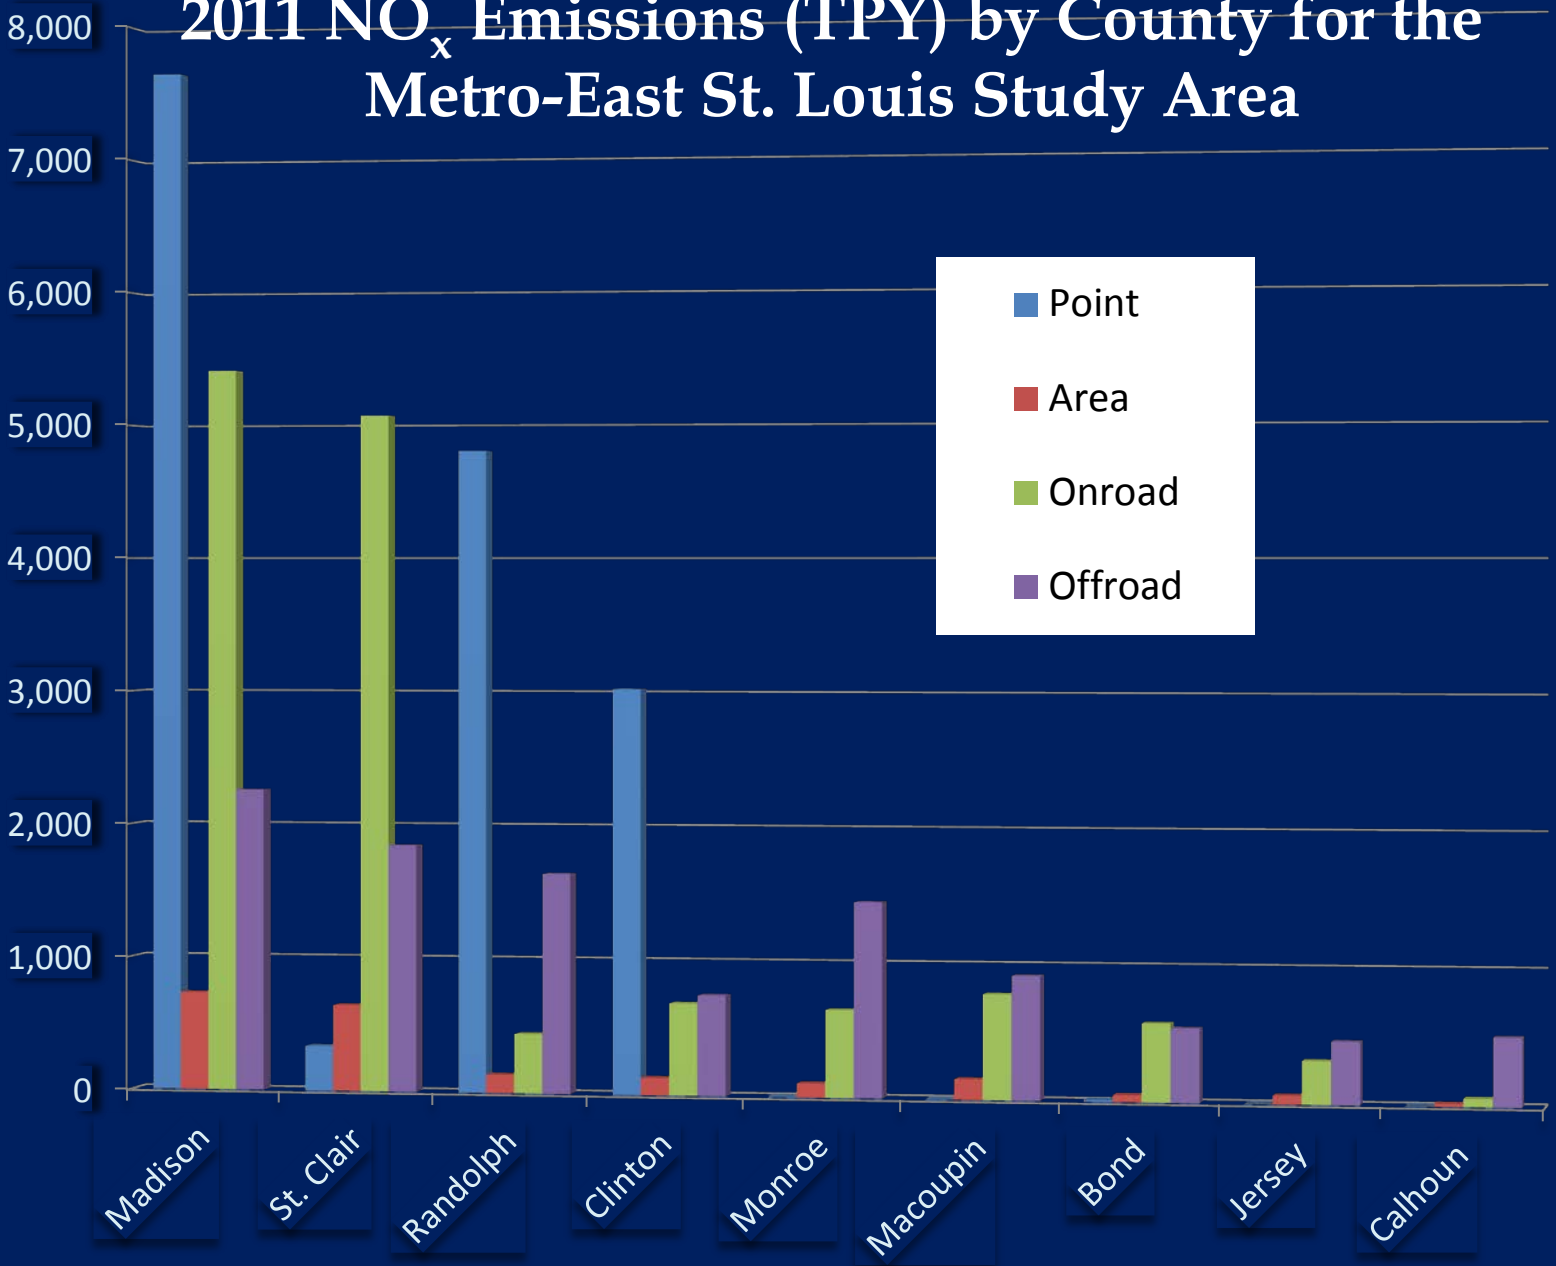 2011 NOx Emissions (TPY) by County for the
Metro-East St. Louis Study Area
8,000
7,000
6,000
5,000
4,000
3,000
2,000
1,000
0
Point
Area
Onroad
Offroad
Madison
St. Clair
Randolph
Clinton
Monroe
Macoupin
Bond
Jersey
Calhoun